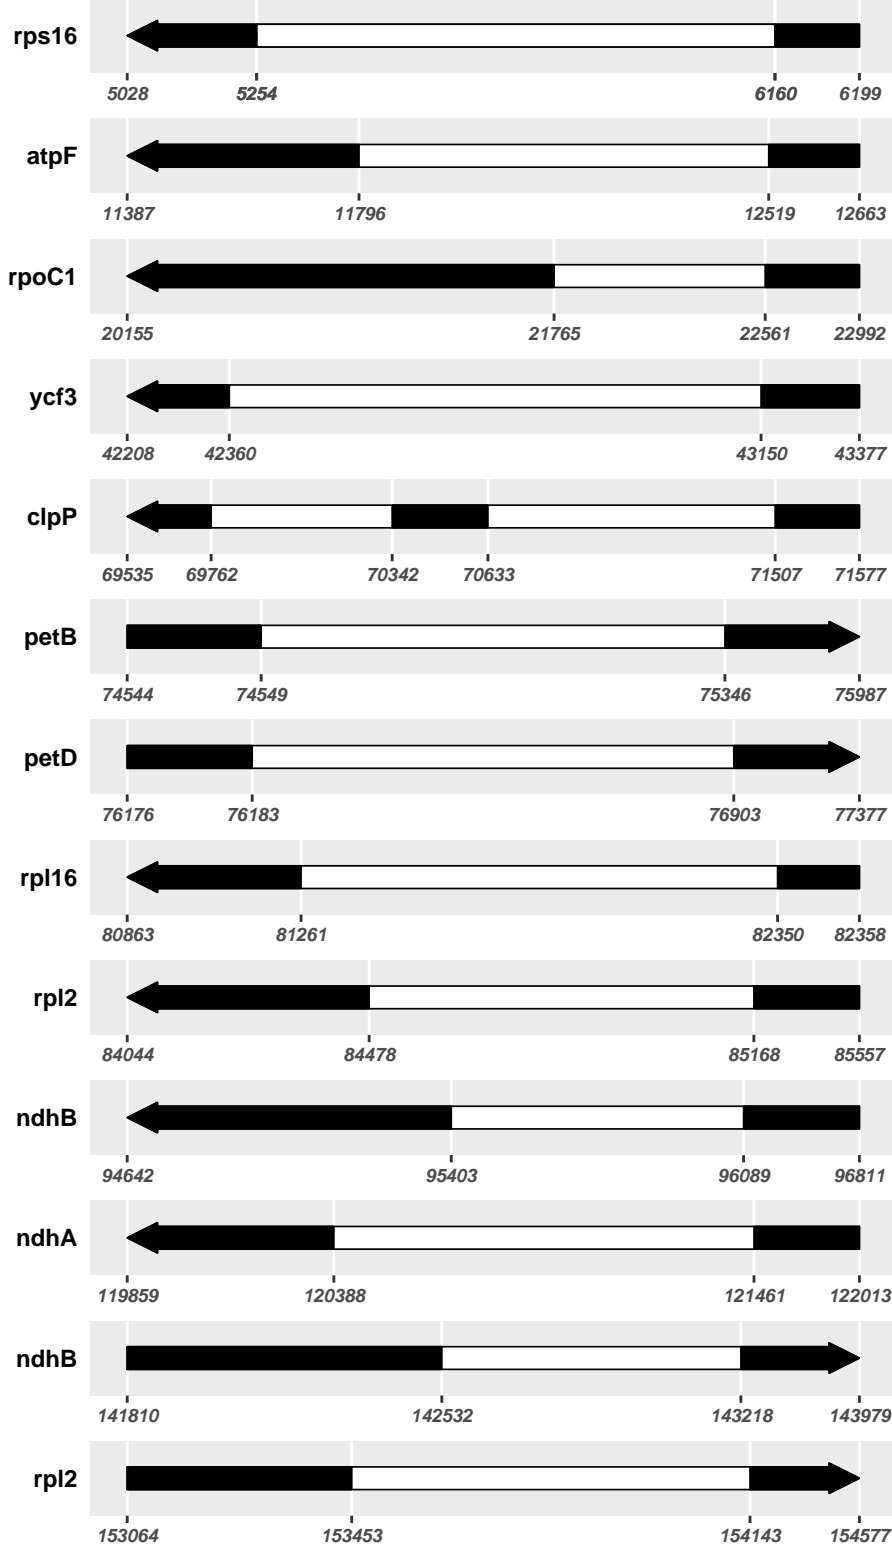 rps16
5028 5254 6160 6199
atpF
11387 11796 12519 12663
rpoC1
20155 21765 22561 22992
ycf3
42208 42360 43150 43377
clpP
69535 69762 70342 70633 71507 71577
petB
74544 74549 75346 75987
petD
76176 76183 76903 77377
rpl16
80863 81261 82350 82358
rpl2
84044 84478 85168 85557
ndhB
94642 95403 96089 96811
ndhA
119859 120388 121461 122013
ndhB
141810 142532 143218 143979
rpl2
153064 153453 154143 154577